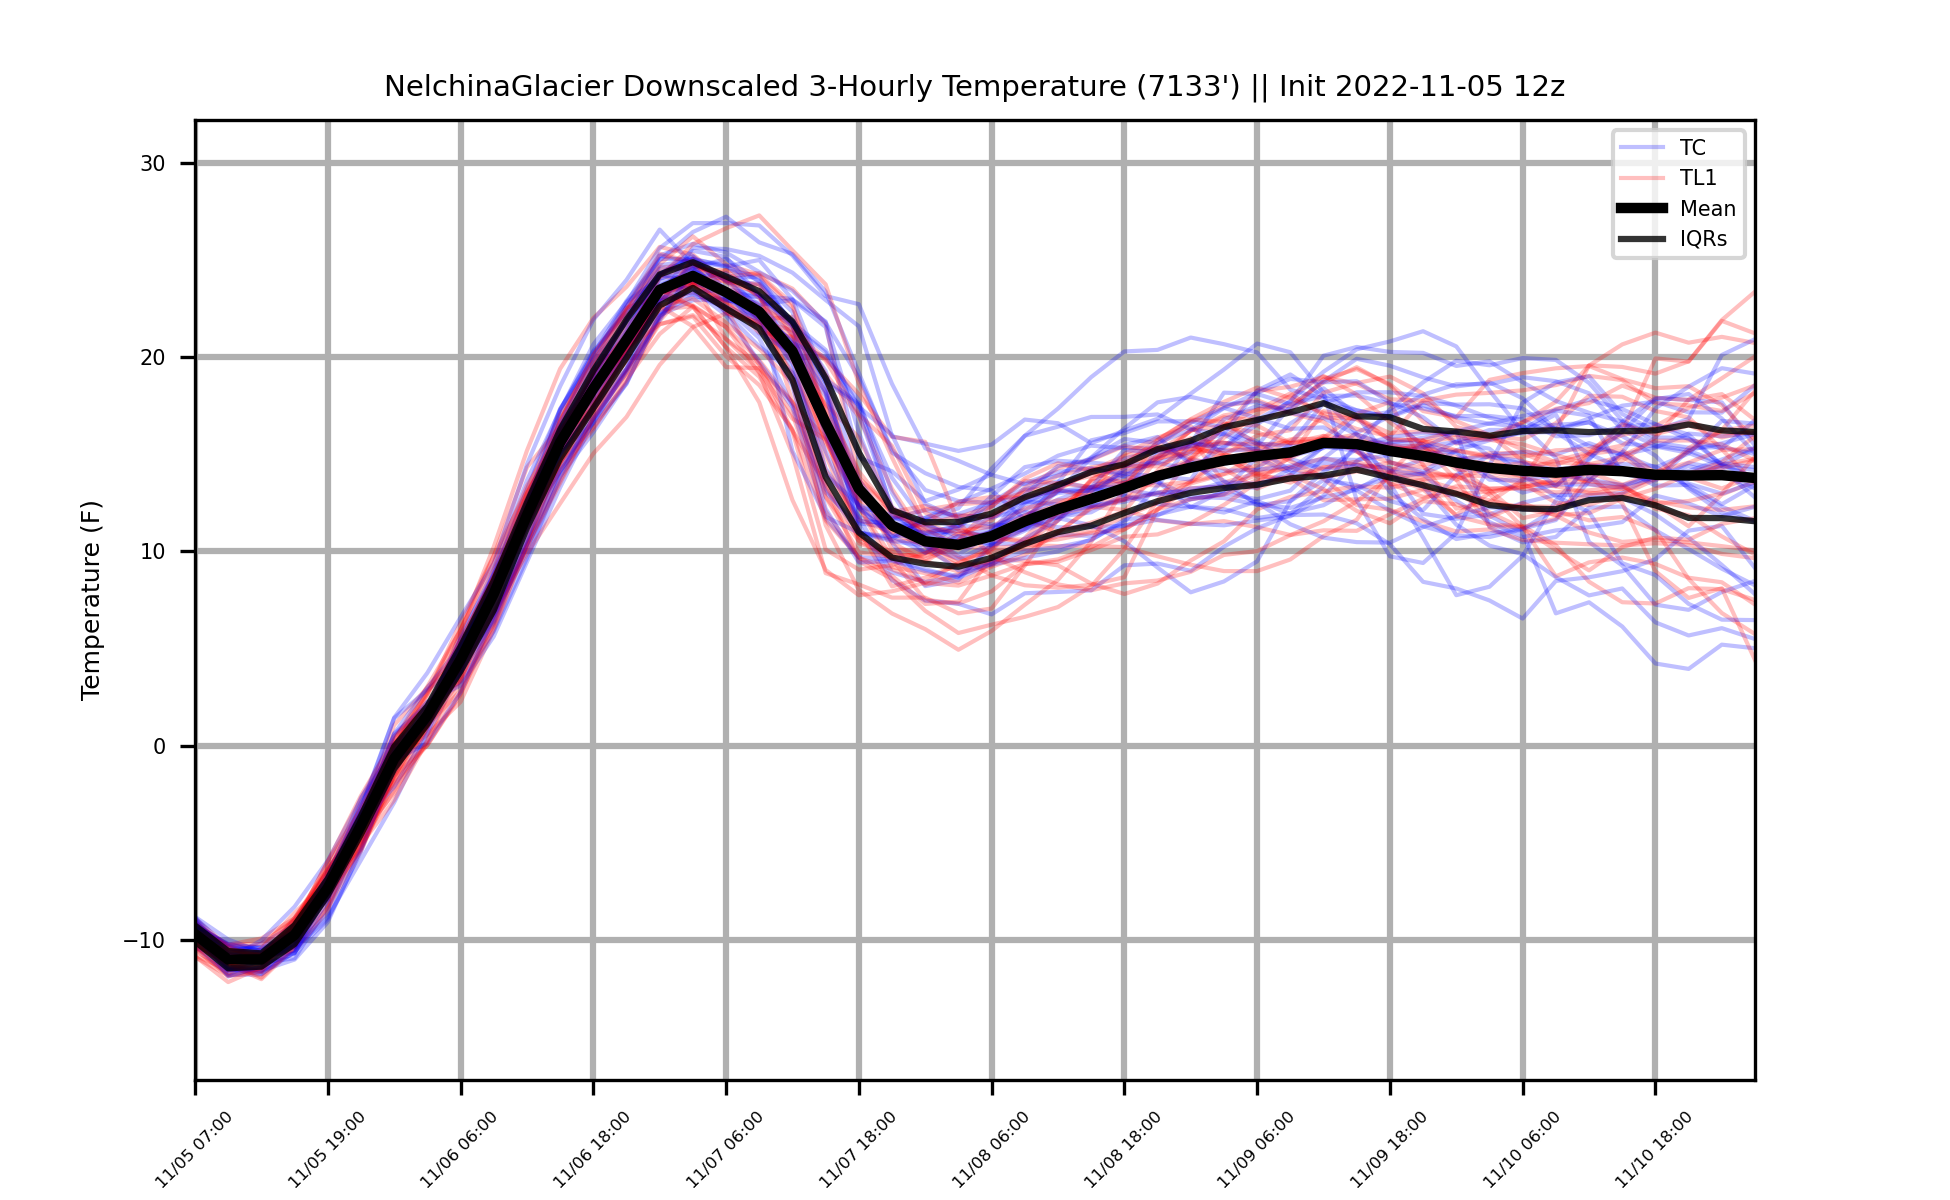 NelchinaGlacier Downscaled 3-Hourly Temperature (7133') || Init 2022-11-05 12z
TC
TL1
Mean
IQRs
Temperature (F)
30
20
10
0
−10
11/05 07:00
11/05 19:00
11/06 06:00
11/06 18:00
11/07 06:00
11/07 18:00
11/08 06:00
11/08 18:00
11/09 06:00
11/09 18:00
11/10 06:00
11/10 18:00